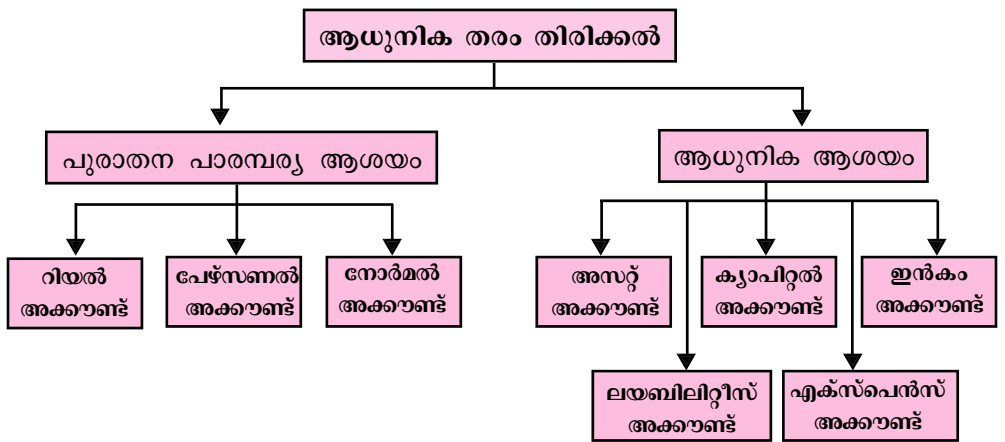 ആധുനിക തരം തിരിക്കൽ
പുരാതന പാരമ്പര്യ ആശയം
ആധുനിക ആശയം
റിയൽ
അക്കൗണ്ട്
പേഴ്സണൽ
അക്കൗണ്ട്
നോർമൽ
അക്കൗണ്ട്
അസറ്റ്
അക്കൗണ്ട്
ക്യാപിറ്റൽ
അക്കൗണ്ട്
ഇൻകം
അക്കൗണ്ട്
ലയബിലിറ്റീസ്
അക്കൗണ്ട്
എക്സ്പെൻസ്
അക്കൗണ്ട്